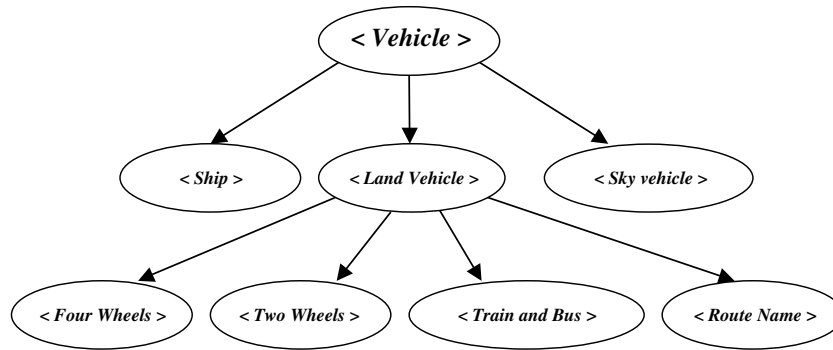 < Vehicle >
< Ship >
< Land Vehicle >
< Sky vehicle >
< Four Wheels >
< Two Wheels >
< Train and Bus >
< Route Name >